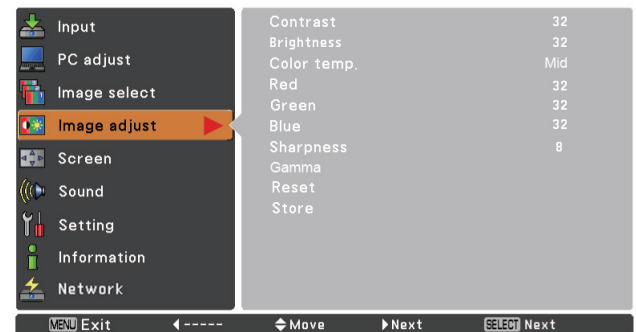 Input
PC adjust
Image select
Image adjust
Screen
Sound
Setting
Information
Network
Contrast 32
Brightness 32
Color temp. Mid
Red 32
Green 32
Blue 32
Sharpness 8
Gamma
Reset
Store
MENU Exit ◀ ----- ◆ Move ▶ Next SELECT Next